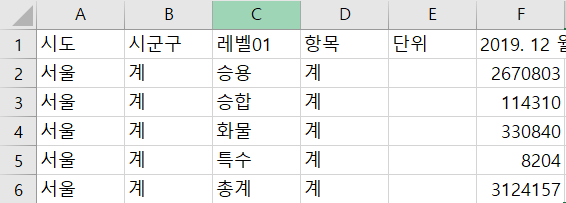 A B C D E F
1 시도 시군구 레벨01 항목 단위 2019. 12 월
2 서울 계 승용 계 2670803
3 서울 계 승합 계 114310
4 서울 계 화물 계 330840
5 서울 계 특수 계 8204
6 서울 계 총계 계 3124157